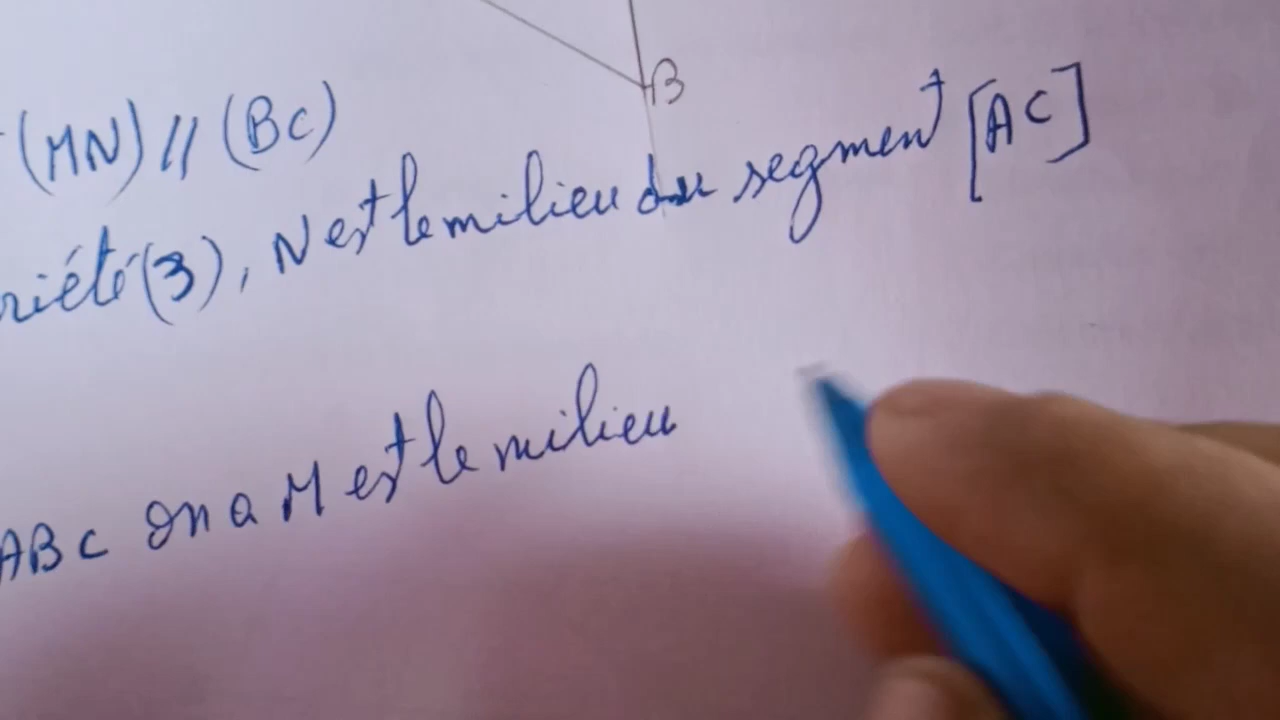 B
(MN) // (BC)
riété (3), N est le milieu du segment [AC]
ABC on a M est le milieu